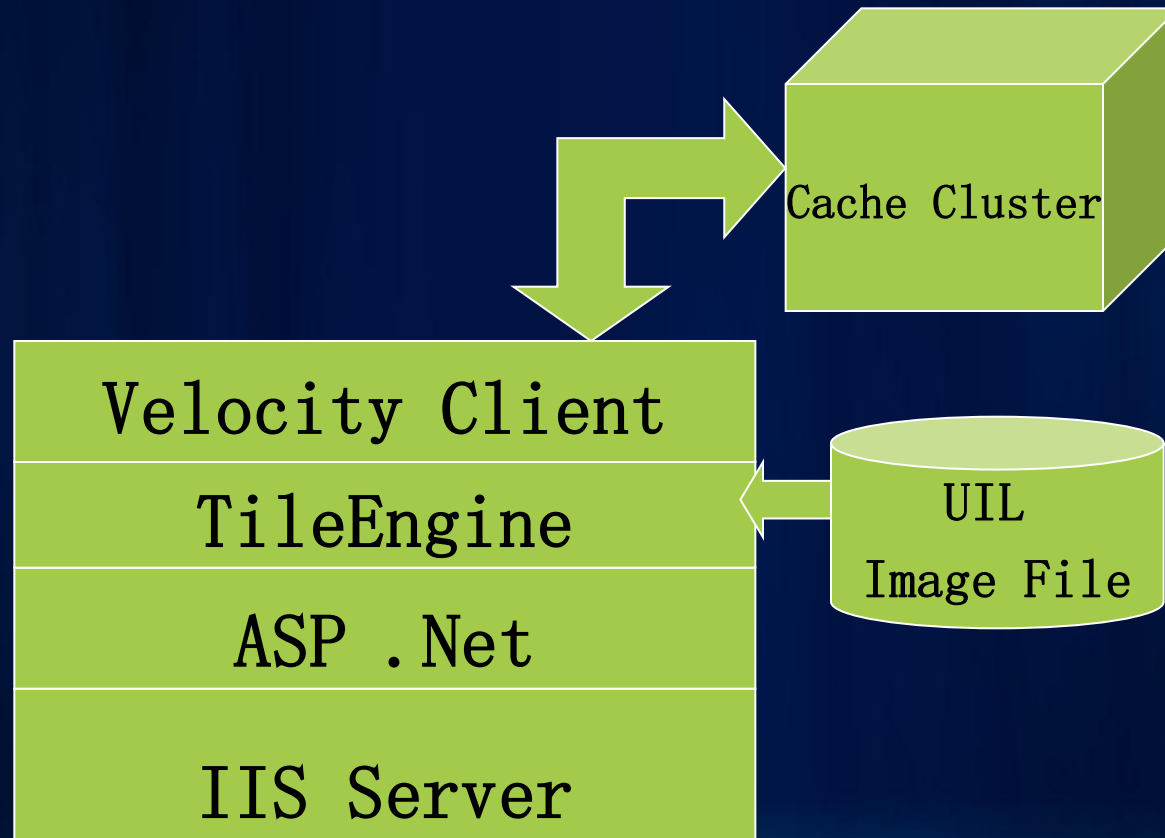 Cache Cluster
Velocity Client
TileEngine
UIL
Image File
ASP .Net
IIS Server